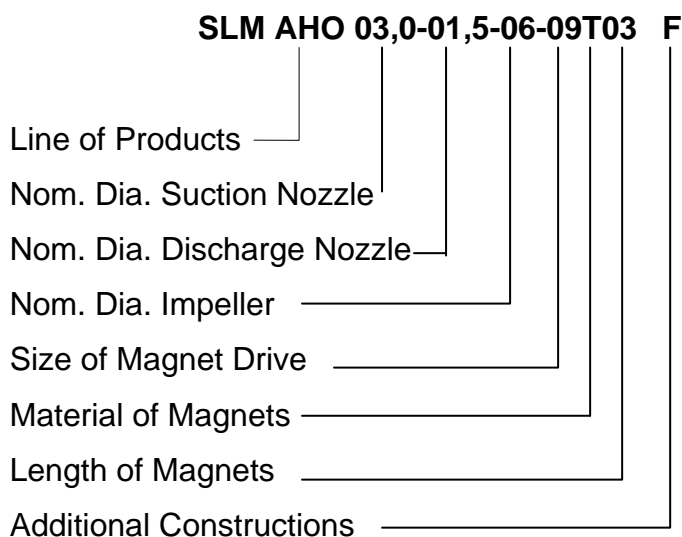 SLM AHO 03,0-01,5-06-09T03 F
Line of Products
Nom. Dia. Suction Nozzle
Nom. Dia. Discharge Nozzle
Nom. Dia. Impeller
Size of Magnet Drive
Material of Magnets
Length of Magnets
Additional Constructions